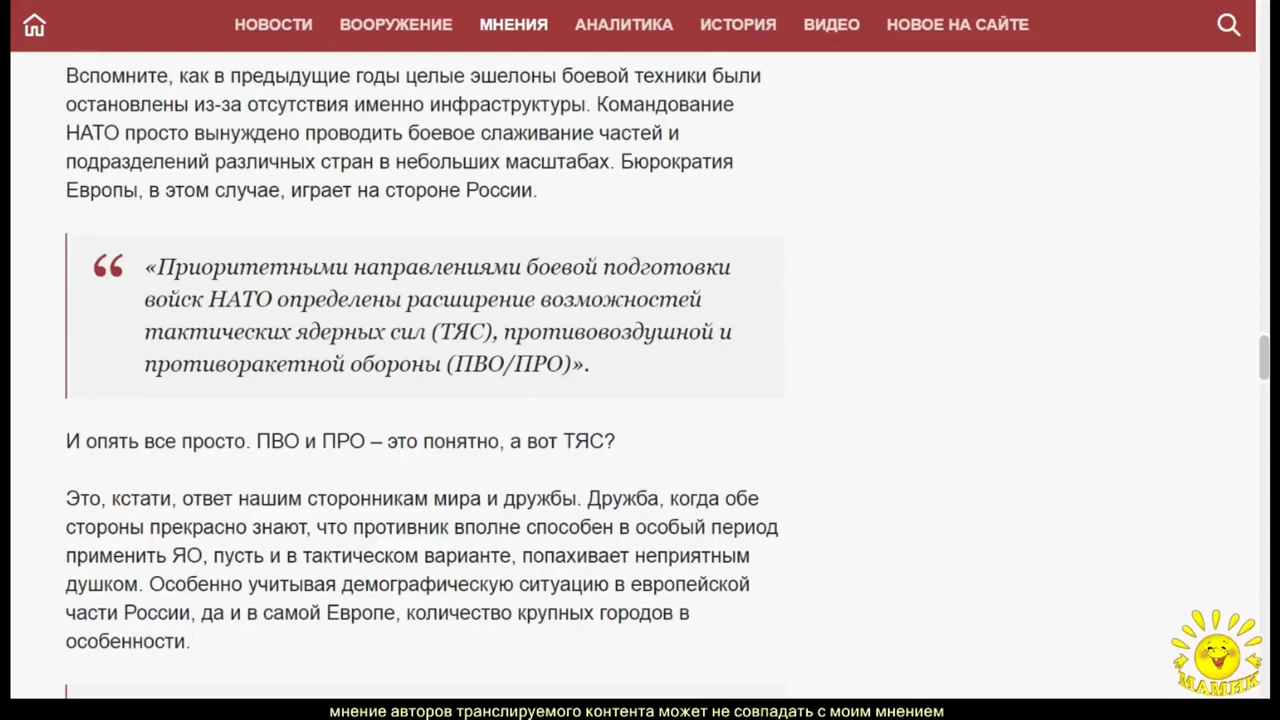 НОВОСТИ ВООРУЖЕНИЕ МНЕНИЯ АНАЛИТИКА ИСТОРИЯ ВИДЕО НОВОЕ НА САЙТЕ
Вспомните, как в предыдущие годы целые эшелоны боевой техники были
остановлены из-за отсутствия именно инфраструктуры. Командование
НАТО просто вынуждено проводить боевое слаживание частей и
подразделений различных стран в небольших масштабах. Бюрократия
Европы, в этом случае, играет на стороне России.
“ «Приоритетными направлениями боевой подготовки
войск НАТО определены расширение возможностей
тактических ядерных сил (ТЯС), противовоздушной и
противоракетной обороны (ПВО/ПРО)».
И опять все просто. ПВО и ПРО – это понятно, а вот ТЯС?
Это, кстати, ответ нашим сторонникам мира и дружбы. Дружба, когда обе
стороны прекрасно знают, что противник вполне способен в особый период
применить ЯО, пусть и в тактическом варианте, попахивает неприятным
душком. Особенно учитывая демографическую ситуацию в европейской
части России, да и в самой Европе, количество крупных городов в
особенности.
МАМИК
мнение авторов транслируемого контента может не совпадать с моим мнением